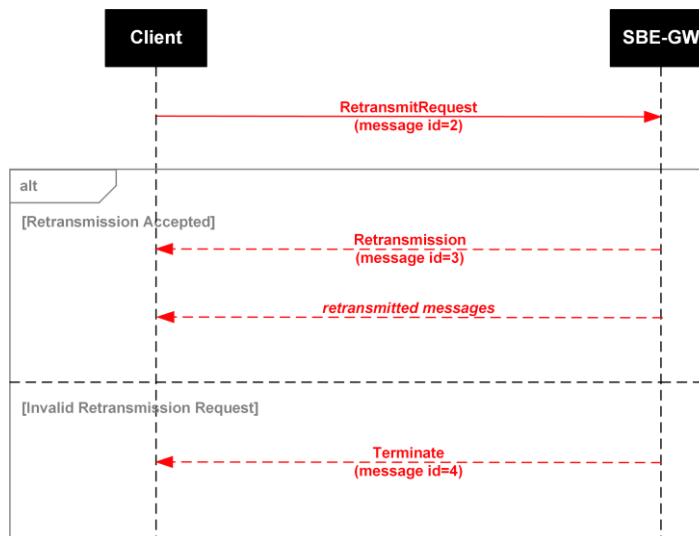 Client
SBE-GW
RetransmitRequest
(message id=2)
alt
[Retransmission Accepted]
Retransmission
(message id=3)
retransmitted messages
[Invalid Retransmission Request]
Terminate
(message id=4)